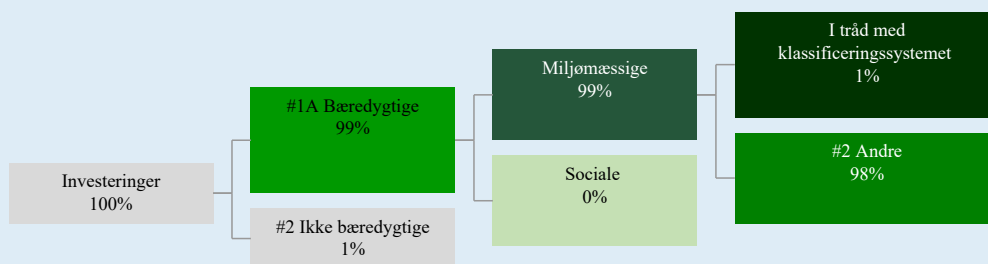 Investeringer
100%
#1A Bæredygtige
99%
#2 Ikke bæredygtige
1%
Miljømæssige
99%
Sociale
0%
I tråd med
klassificeringssystemet
1%
#2 Andre
98%